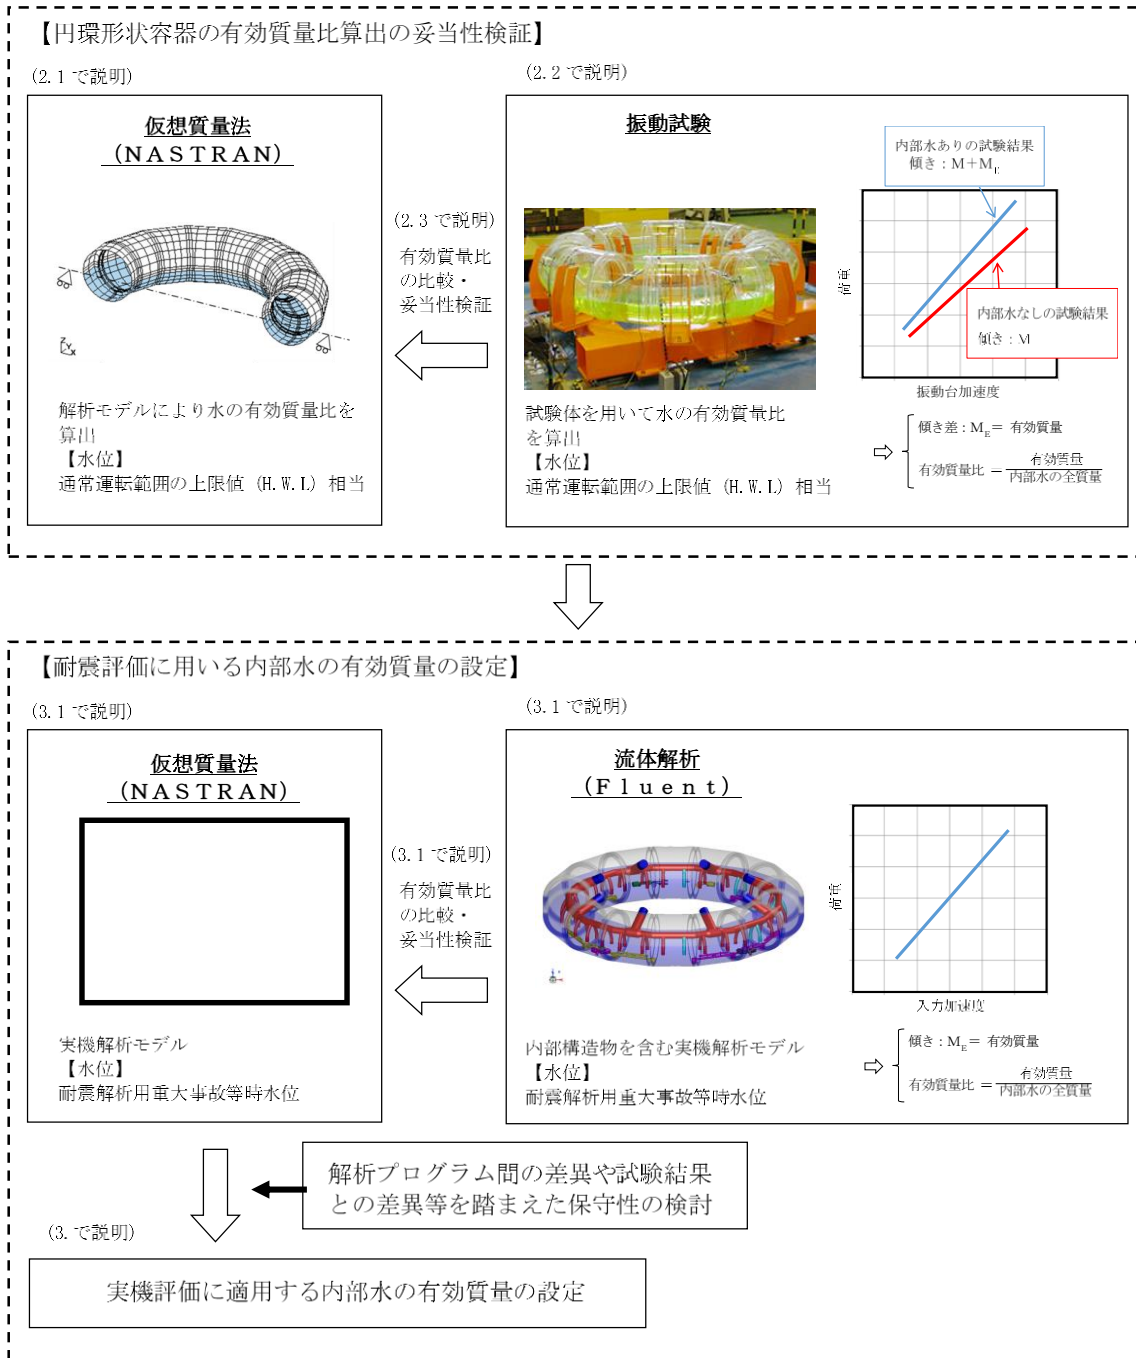 【円環形状容器の有効質量比算出の妥当性検証】
(2.1 で説明)
仮想質量法
(NASTRAN)
Z
Y
X
解析モデルにより水の有効質量比を
算出
【水位】
通常運転範囲の上限値 (H.W.L) 相当
(2.3 で説明)
有効質量比
の比較・
妥当性検証
(2.2 で説明)
振動試験
試験体を用いて水の有効質量比
を算出
【水位】
通常運転範囲の上限値 (H.W.L) 相当
内部水ありの試験結果
傾き：M＋M_E
荷重
内部水なしの試験結果
傾き：M
振動台加速度
傾き差：M_E＝ 有効質量
有効質量比 ＝ 有効質量
内部水の全質量
【耐震評価に用いる内部水の有効質量の設定】
(3.1 で説明)
仮想質量法
(NASTRAN)
実機解析モデル
【水位】
耐震解析用重大事故等時水位
(3.1 で説明)
有効質量比
の比較・
妥当性検証
(3.1 で説明)
流体解析
(Fluent)
内部構造物を含む実機解析モデル
【水位】
耐震解析用重大事故等時水位
荷重
入力加速度
傾き：M_E＝ 有効質量
有効質量比 ＝ 有効質量
内部水の全質量
解析プログラム間の差異や試験結果
との差異等を踏まえた保守性の検討
(3. で説明)
実機評価に適用する内部水の有効質量の設定